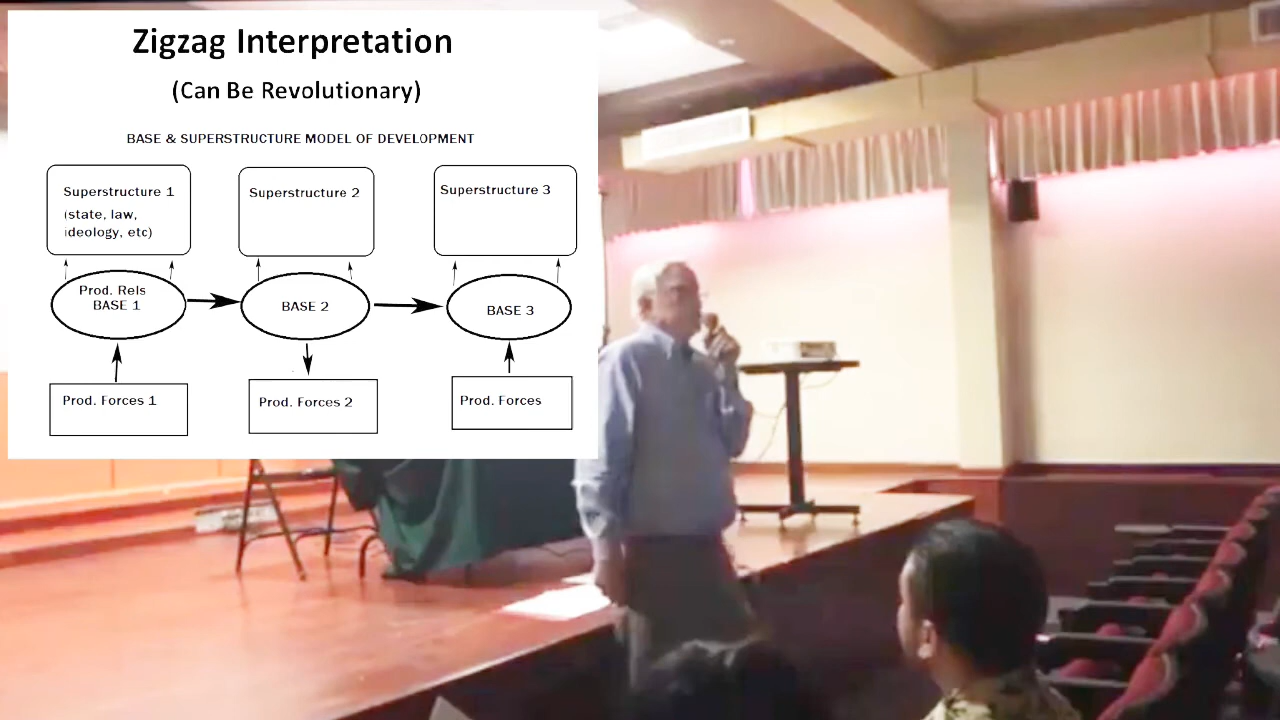 Zigzag Interpretation
(Can Be Revolutionary)
BASE & SUPERSTRUCTURE MODEL OF DEVELOPMENT
Superstructure 1
(state, law,
ideology, etc)
Superstructure 2
Superstructure 3
Prod. Rels
BASE 1
BASE 2
BASE 3
Prod. Forces 1
Prod. Forces 2
Prod. Forces